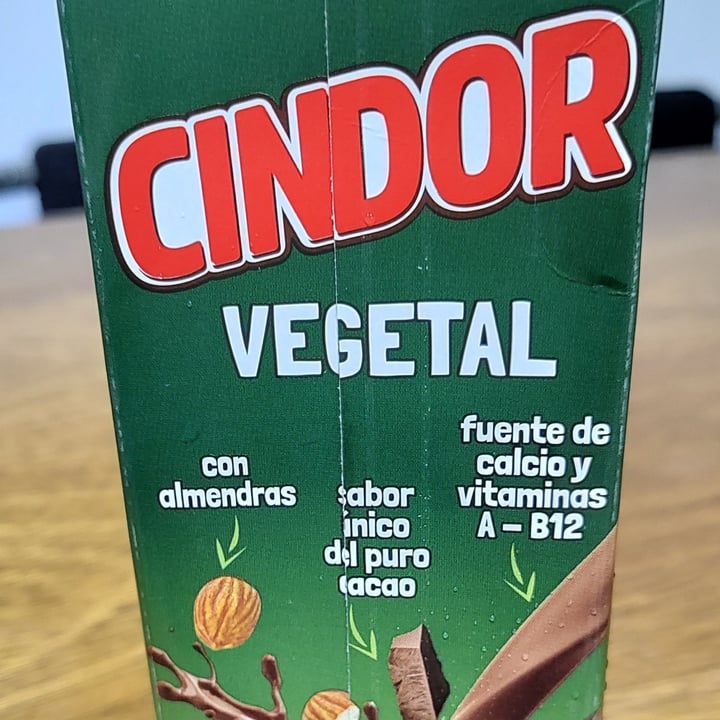 CINDOR
VEGETAL
con
almendras
sabor
único
del puro
cacao
fuente de
calcio y
vitaminas
A – B12